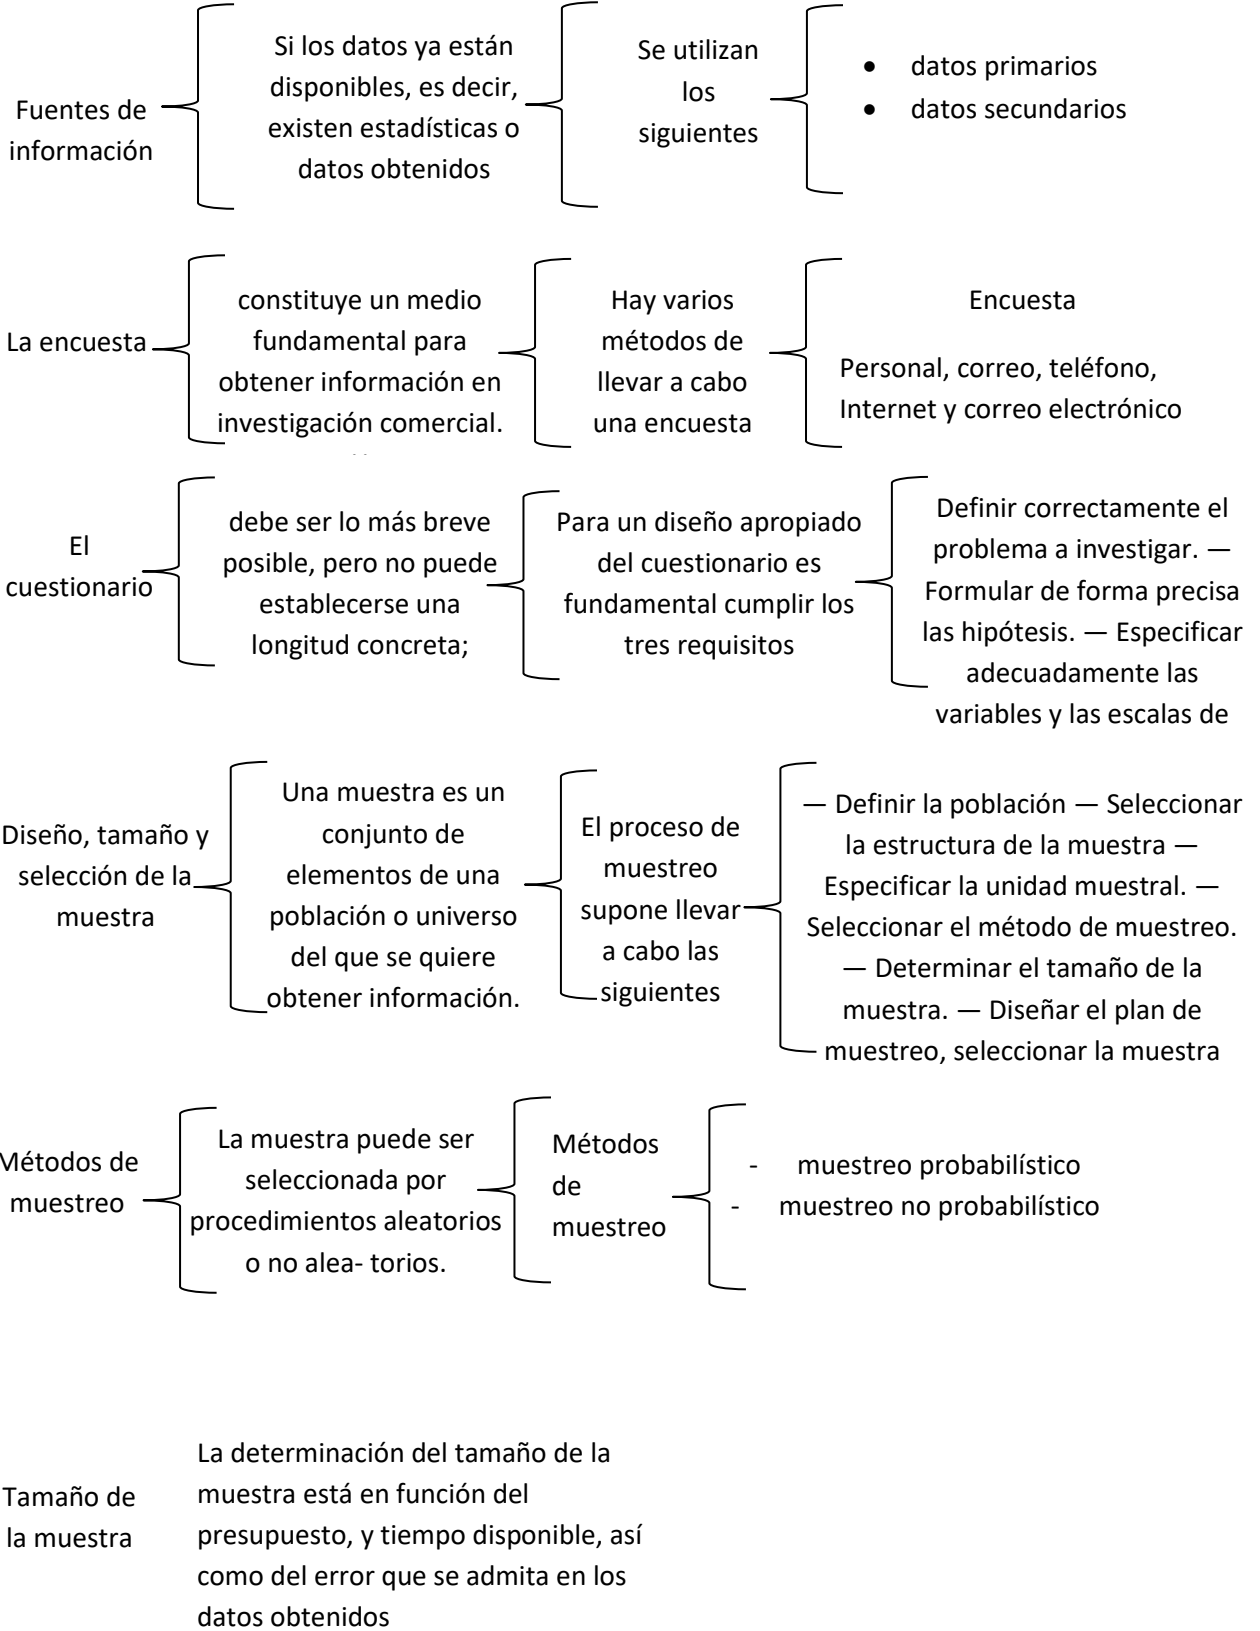 Fuentes de
información
Si los datos ya están
disponibles, es decir,
existen estadísticas o
datos obtenidos
Se utilizan
los
siguientes
• datos primarios
• datos secundarios
La encuesta
constituye un medio
fundamental para
obtener información en
investigación comercial.
Hay varios
métodos de
llevar a cabo
una encuesta
Encuesta
Personal, correo, teléfono,
Internet y correo electrónico
El
cuestionario
debe ser lo más breve
posible, pero no puede
establecerse una
longitud concreta;
Para un diseño apropiado
del cuestionario es
fundamental cumplir los
tres requisitos
Definir correctamente el
problema a investigar. —
Formular de forma precisa
las hipótesis. — Especificar
adecuadamente las
variables y las escalas de
Diseño, tamaño y
selección de la
muestra
Una muestra es un
conjunto de
elementos de una
población o universo
del que se quiere
obtener información.
El proceso de
muestreo
supone llevar
a cabo las
siguientes
— Definir la población — Seleccionar
la estructura de la muestra —
Especificar la unidad muestral. —
Seleccionar el método de muestreo.
— Determinar el tamaño de la
muestra. — Diseñar el plan de
muestreo, seleccionar la muestra
Métodos de
muestreo
La muestra puede ser
seleccionada por
procedimientos aleatorios
o no alea- torios.
Métodos
de
muestreo
- muestreo probabilístico
- muestreo no probabilístico
Tamaño de
la muestra
La determinación del tamaño de la
muestra está en función del
presupuesto, y tiempo disponible, así
como del error que se admita en los
datos obtenidos